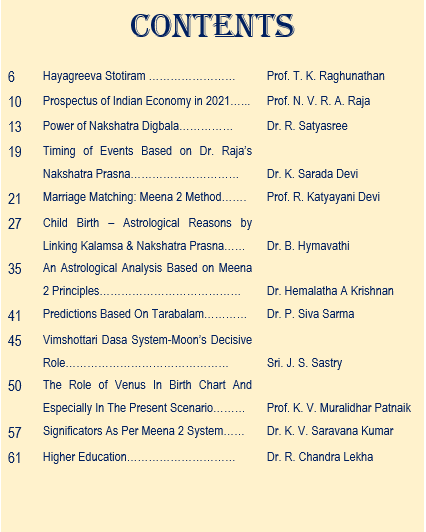 CONTENTS
6 Hayagreeva Stotiram …………………… Prof. T. K. Raghunathan
10 Prospectus of Indian Economy in 2021…... Prof. N. V. R. A. Raja
13 Power of Nakshatra Digbala…………… Dr. R. Satyasree
19 Timing of Events Based on Dr. Raja's
Nakshatra Prasna………………………… Dr. K. Sarada Devi
21 Marriage Matching: Meena 2 Method……. Prof. R. Katyayani Devi
27 Child Birth – Astrological Reasons by
Linking Kalamsa & Nakshatra Prasna…… Dr. B. Hymavathi
35 An Astrological Analysis Based on Meena
2 Principles………………………………… Dr. Hemalatha A Krishnan
41 Predictions Based On Tarabalam………… Dr. P. Siva Sarma
45 Vimshottari Dasa System-Moon's Decisive
Role……………………………………… Sri. J. S. Sastry
50 The Role of Venus In Birth Chart And
Especially In The Present Scenario……… Prof. K. V. Muralidhar Patnaik
57 Significators As Per Meena 2 System…… Dr. K. V. Saravana Kumar
61 Higher Education………………………… Dr. R. Chandra Lekha